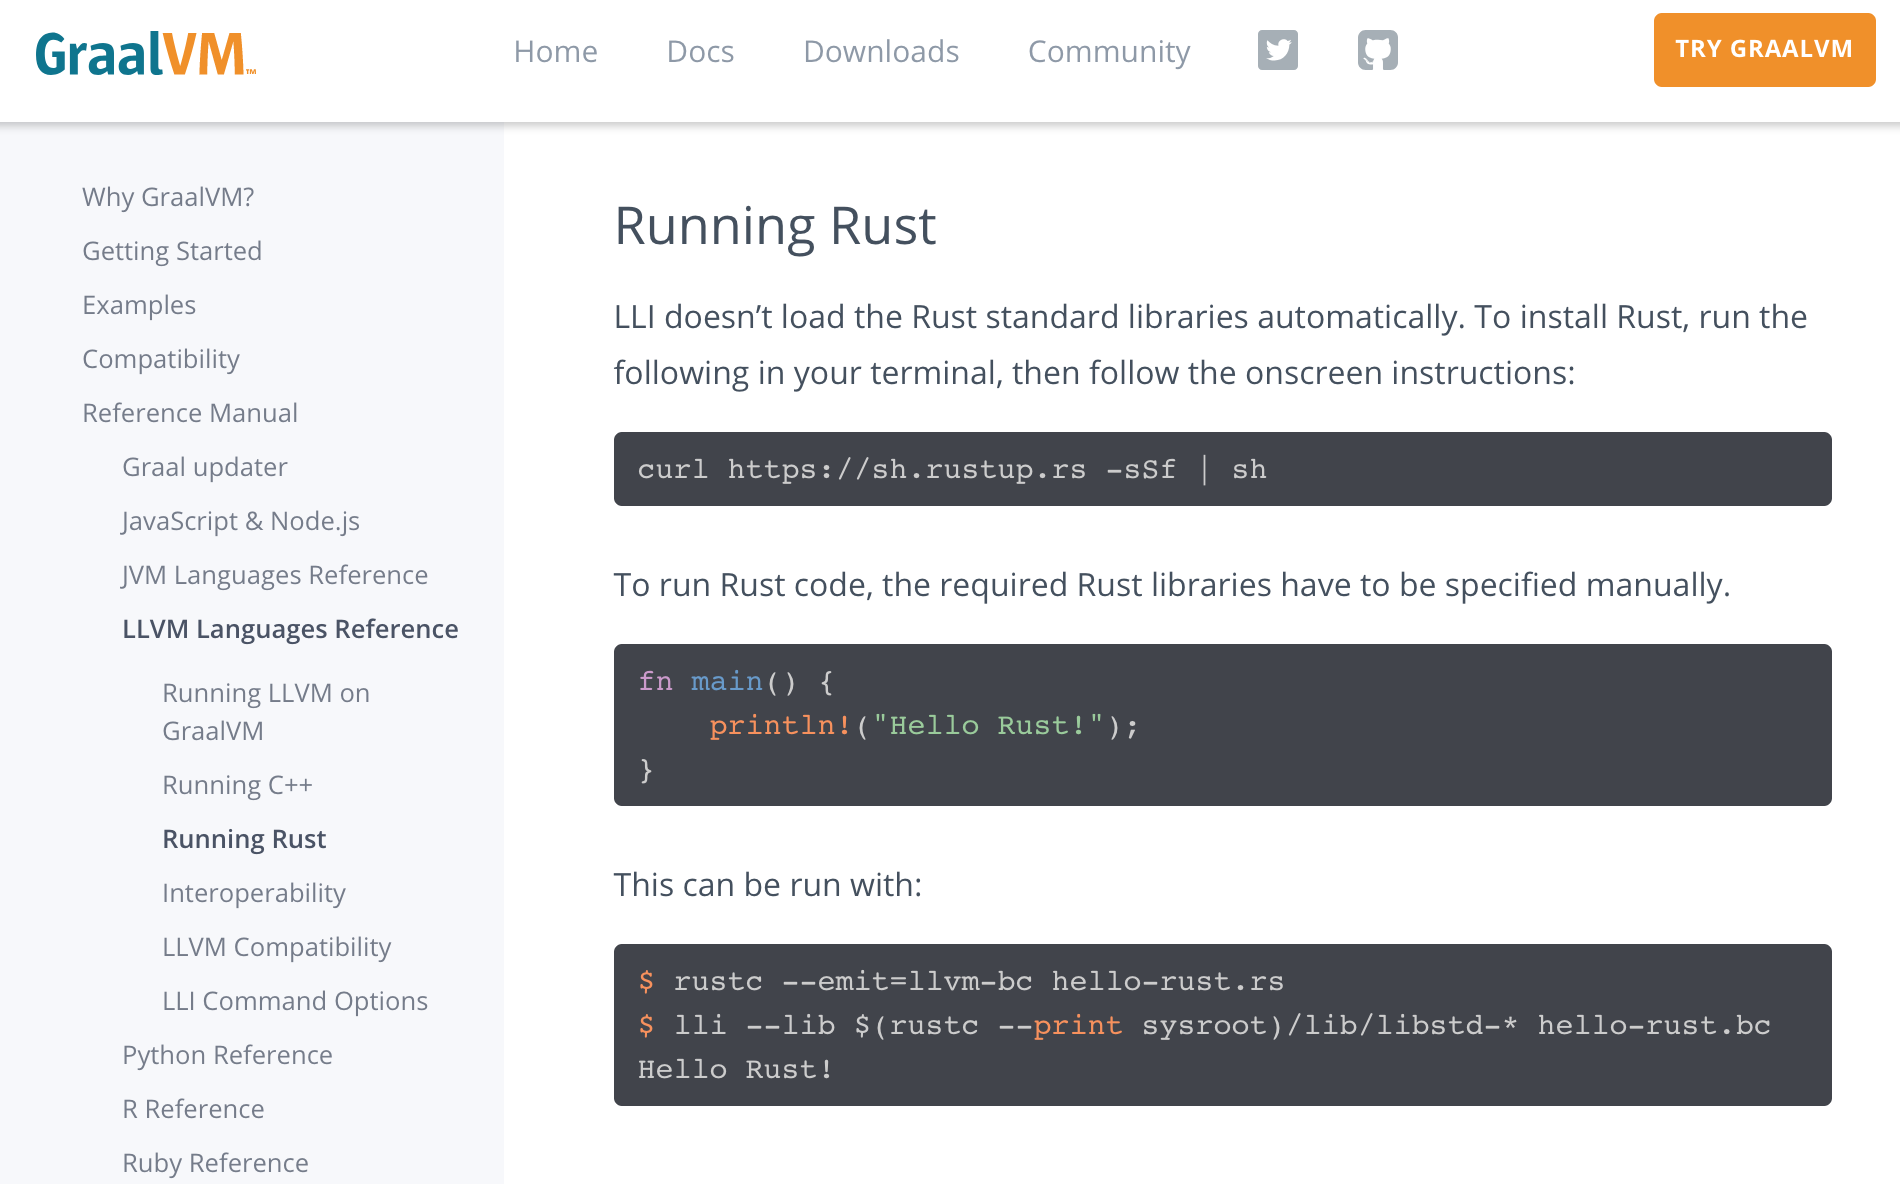 GraalVM™
Home Docs Downloads Community
TRY GRAALVM
Why GraalVM?
Getting Started
Examples
Compatibility
Reference Manual
Graal updater
JavaScript & Node.js
JVM Languages Reference
LLVM Languages Reference
Running LLVM on
GraalVM
Running C++
Running Rust
Interoperability
LLVM Compatibility
LLI Command Options
Python Reference
R Reference
Ruby Reference
Running Rust
LLI doesn’t load the Rust standard libraries automatically. To install Rust, run the
following in your terminal, then follow the onscreen instructions:
curl https://sh.rustup.rs -sSf | sh
To run Rust code, the required Rust libraries have to be specified manually.
fn main() {
    println!("Hello Rust!");
}
This can be run with:
$ rustc --emit=llvm-bc hello-rust.rs
$ lli --lib $(rustc --print sysroot)/lib/libstd-* hello-rust.bc
Hello Rust!